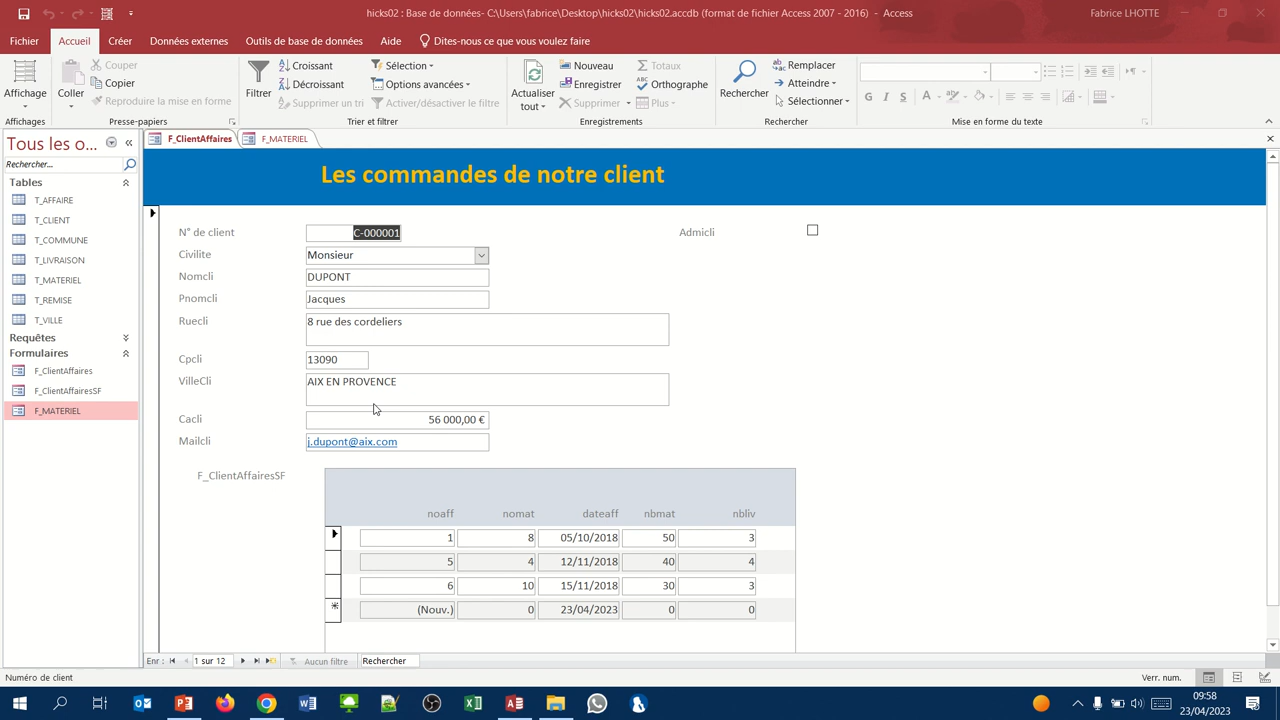 hicks02 : Base de données- C:\Users\fabrice\Desktop\hicks02\hicks02.accdb (format de fichier Access 2007 - 2016) - Access
Fabrice LHOTTE
Fichier Accueil Créer Données externes Outils de base de données Aide Dites-nous ce que vous voulez faire
Affichage
Affichages
Coller
Couper
Copier
Reproduire la mise en forme
Presse-papiers
Filtrer
Croissant
Décroissant
Supprimer un tri
Sélection
Options avancées
Activer/désactiver le filtre
Trier et filtrer
Actualiser
tout
Nouveau
Enregistrer
Supprimer
Totaux
Orthographe
Plus
Enregistrements
Rechercher
Remplacer
Atteindre
Sélectionner
Rechercher
G I S A
Mise en forme du texte
Tous les o...
Rechercher...
Tables
T_AFFAIRE
T_CLIENT
T_COMMUNE
T_LIVRAISON
T_MATERIEL
T_REMISE
T_VILLE
Requêtes
Formulaires
F_ClientAffaires
F_ClientAffairesSF
F_MATERIEL
F_ClientAffaires F_MATERIEL
Les commandes de notre client
N° de client C-000001 Admicli
Civilite Monsieur
Nomcli DUPONT
Pnomcli Jacques
Ruecli 8 rue des cordeliers
Cpcli 13090
VilleCli AIX EN PROVENCE
Cacli 56 000,00 €
Mailcli j.dupont@aix.com
F_ClientAffairesSF
noaff nomat dateaff nbmat nbliv
1 8 05/10/2018 50 3
5 4 12/11/2018 40 4
6 10 15/11/2018 30 3
(Nouv.) 0 23/04/2023 0 0
Enr : 1 sur 12 Aucun filtre Rechercher
Numéro de client Verr. num.
09:58
23/04/2023